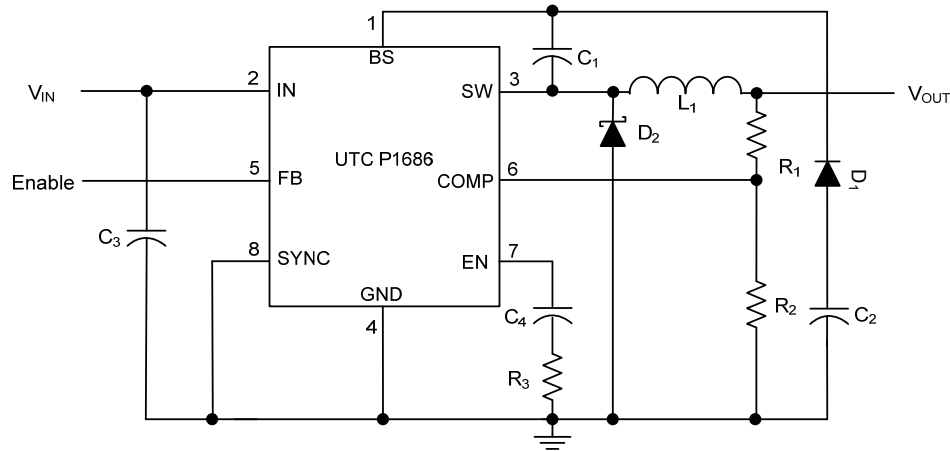 1
BS
C1
2
IN
3
SW
VIN
L1
VOUT
D2
UTC P1686
R1
D1
5
FB
6
COMP
Enable
C3
8
SYNC
7
EN
GND
4
C4
R2
C2
R3